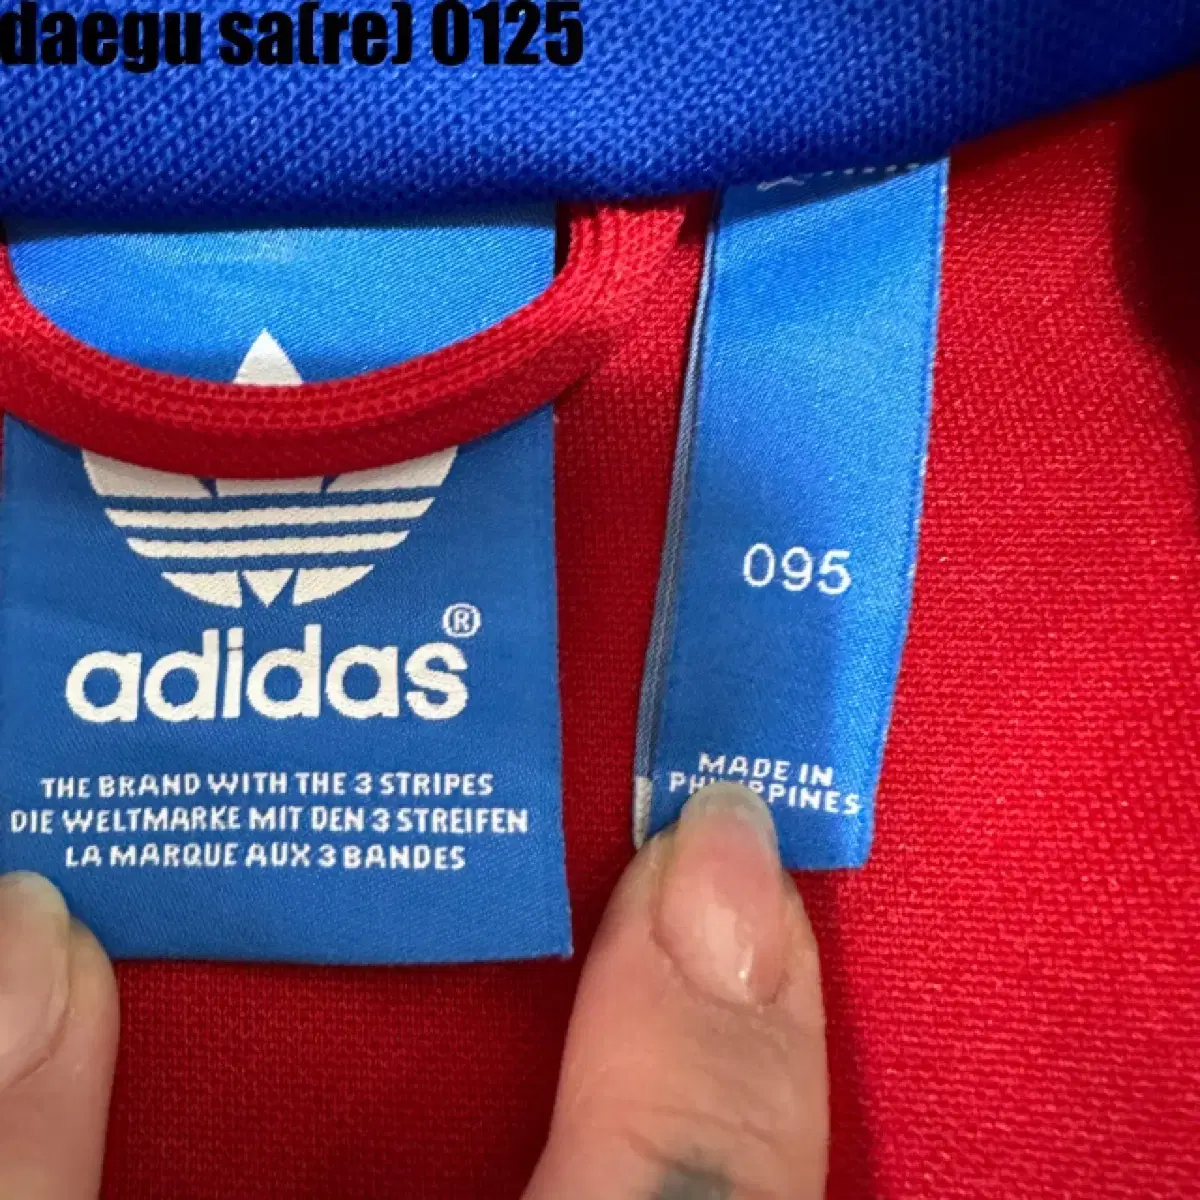 daegu sa(re) 0125
adidas®
THE BRAND WITH THE 3 STRIPES
DIE WELTMARKE MIT DEN 3 STREIFEN
LA MARQUE AUX 3 BANDES
095
MADE IN
PHILIPPINES